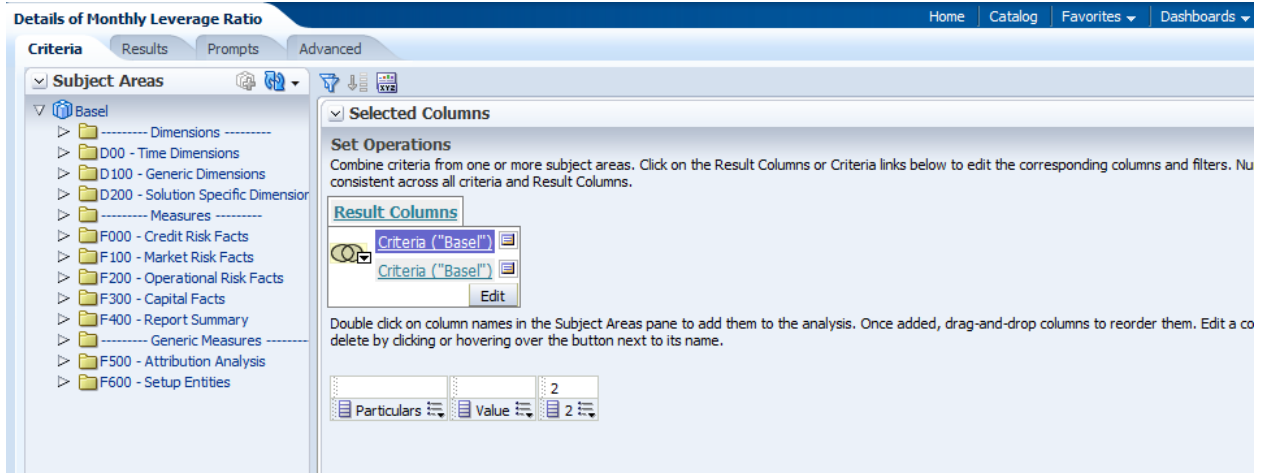 Details of Monthly Leverage Ratio
Home Catalog Favorites Dashboards
Criteria Results Prompts Advanced
Subject Areas
Basel
--------- Dimensions ---------
D00 - Time Dimensions
D100 - Generic Dimensions
D200 - Solution Specific Dimension
--------- Measures ---------
F000 - Credit Risk Facts
F100 - Market Risk Facts
F200 - Operational Risk Facts
F300 - Capital Facts
F400 - Report Summary
--------- Generic Measures ---------
F500 - Attribution Analysis
F600 - Setup Entities
XYZ
Selected Columns
Set Operations
Combine criteria from one or more subject areas. Click on the Result Columns or Criteria links below to edit the corresponding columns and filters. Nu
consistent across all criteria and Result Columns.
Result Columns
Criteria ("Basel")
Criteria ("Basel")
Edit
Double click on column names in the Subject Areas pane to add them to the analysis. Once added, drag-and-drop columns to reorder them. Edit a co
delete by clicking or hovering over the button next to its name.
2
Particulars Value 2